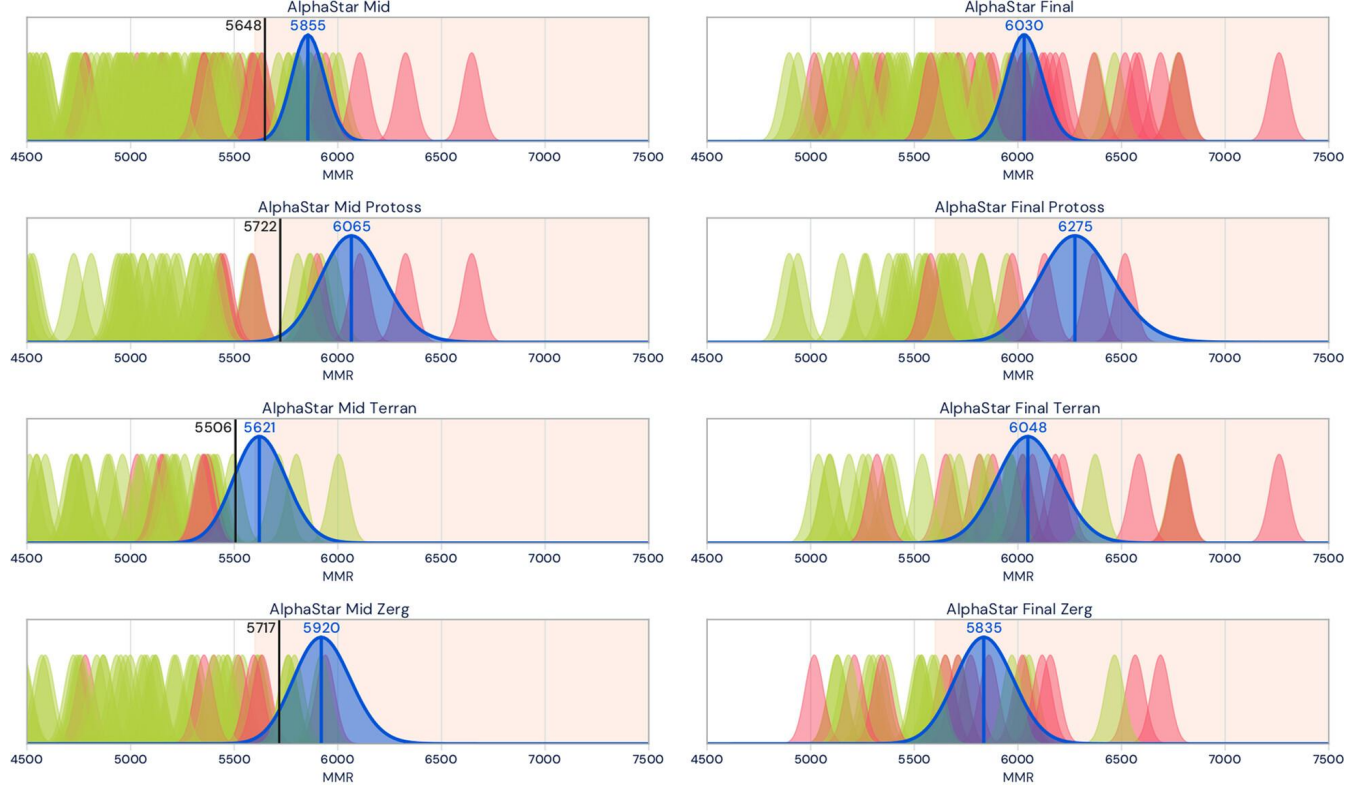 AlphaStar Mid
5648 5855
4500 5000 5500 6000 6500 7000 7500
MMR
AlphaStar Final
6030
4500 5000 5500 6000 6500 7000 7500
MMR
AlphaStar Mid Protoss
5722 6065
4500 5000 5500 6000 6500 7000 7500
MMR
AlphaStar Final Protoss
6275
4500 5000 5500 6000 6500 7000 7500
MMR
AlphaStar Mid Terran
5506 5621
4500 5000 5500 6000 6500 7000 7500
MMR
AlphaStar Final Terran
6048
4500 5000 5500 6000 6500 7000 7500
MMR
AlphaStar Mid Zerg
5717 5920
4500 5000 5500 6000 6500 7000 7500
MMR
AlphaStar Final Zerg
5835
4500 5000 5500 6000 6500 7000 7500
MMR